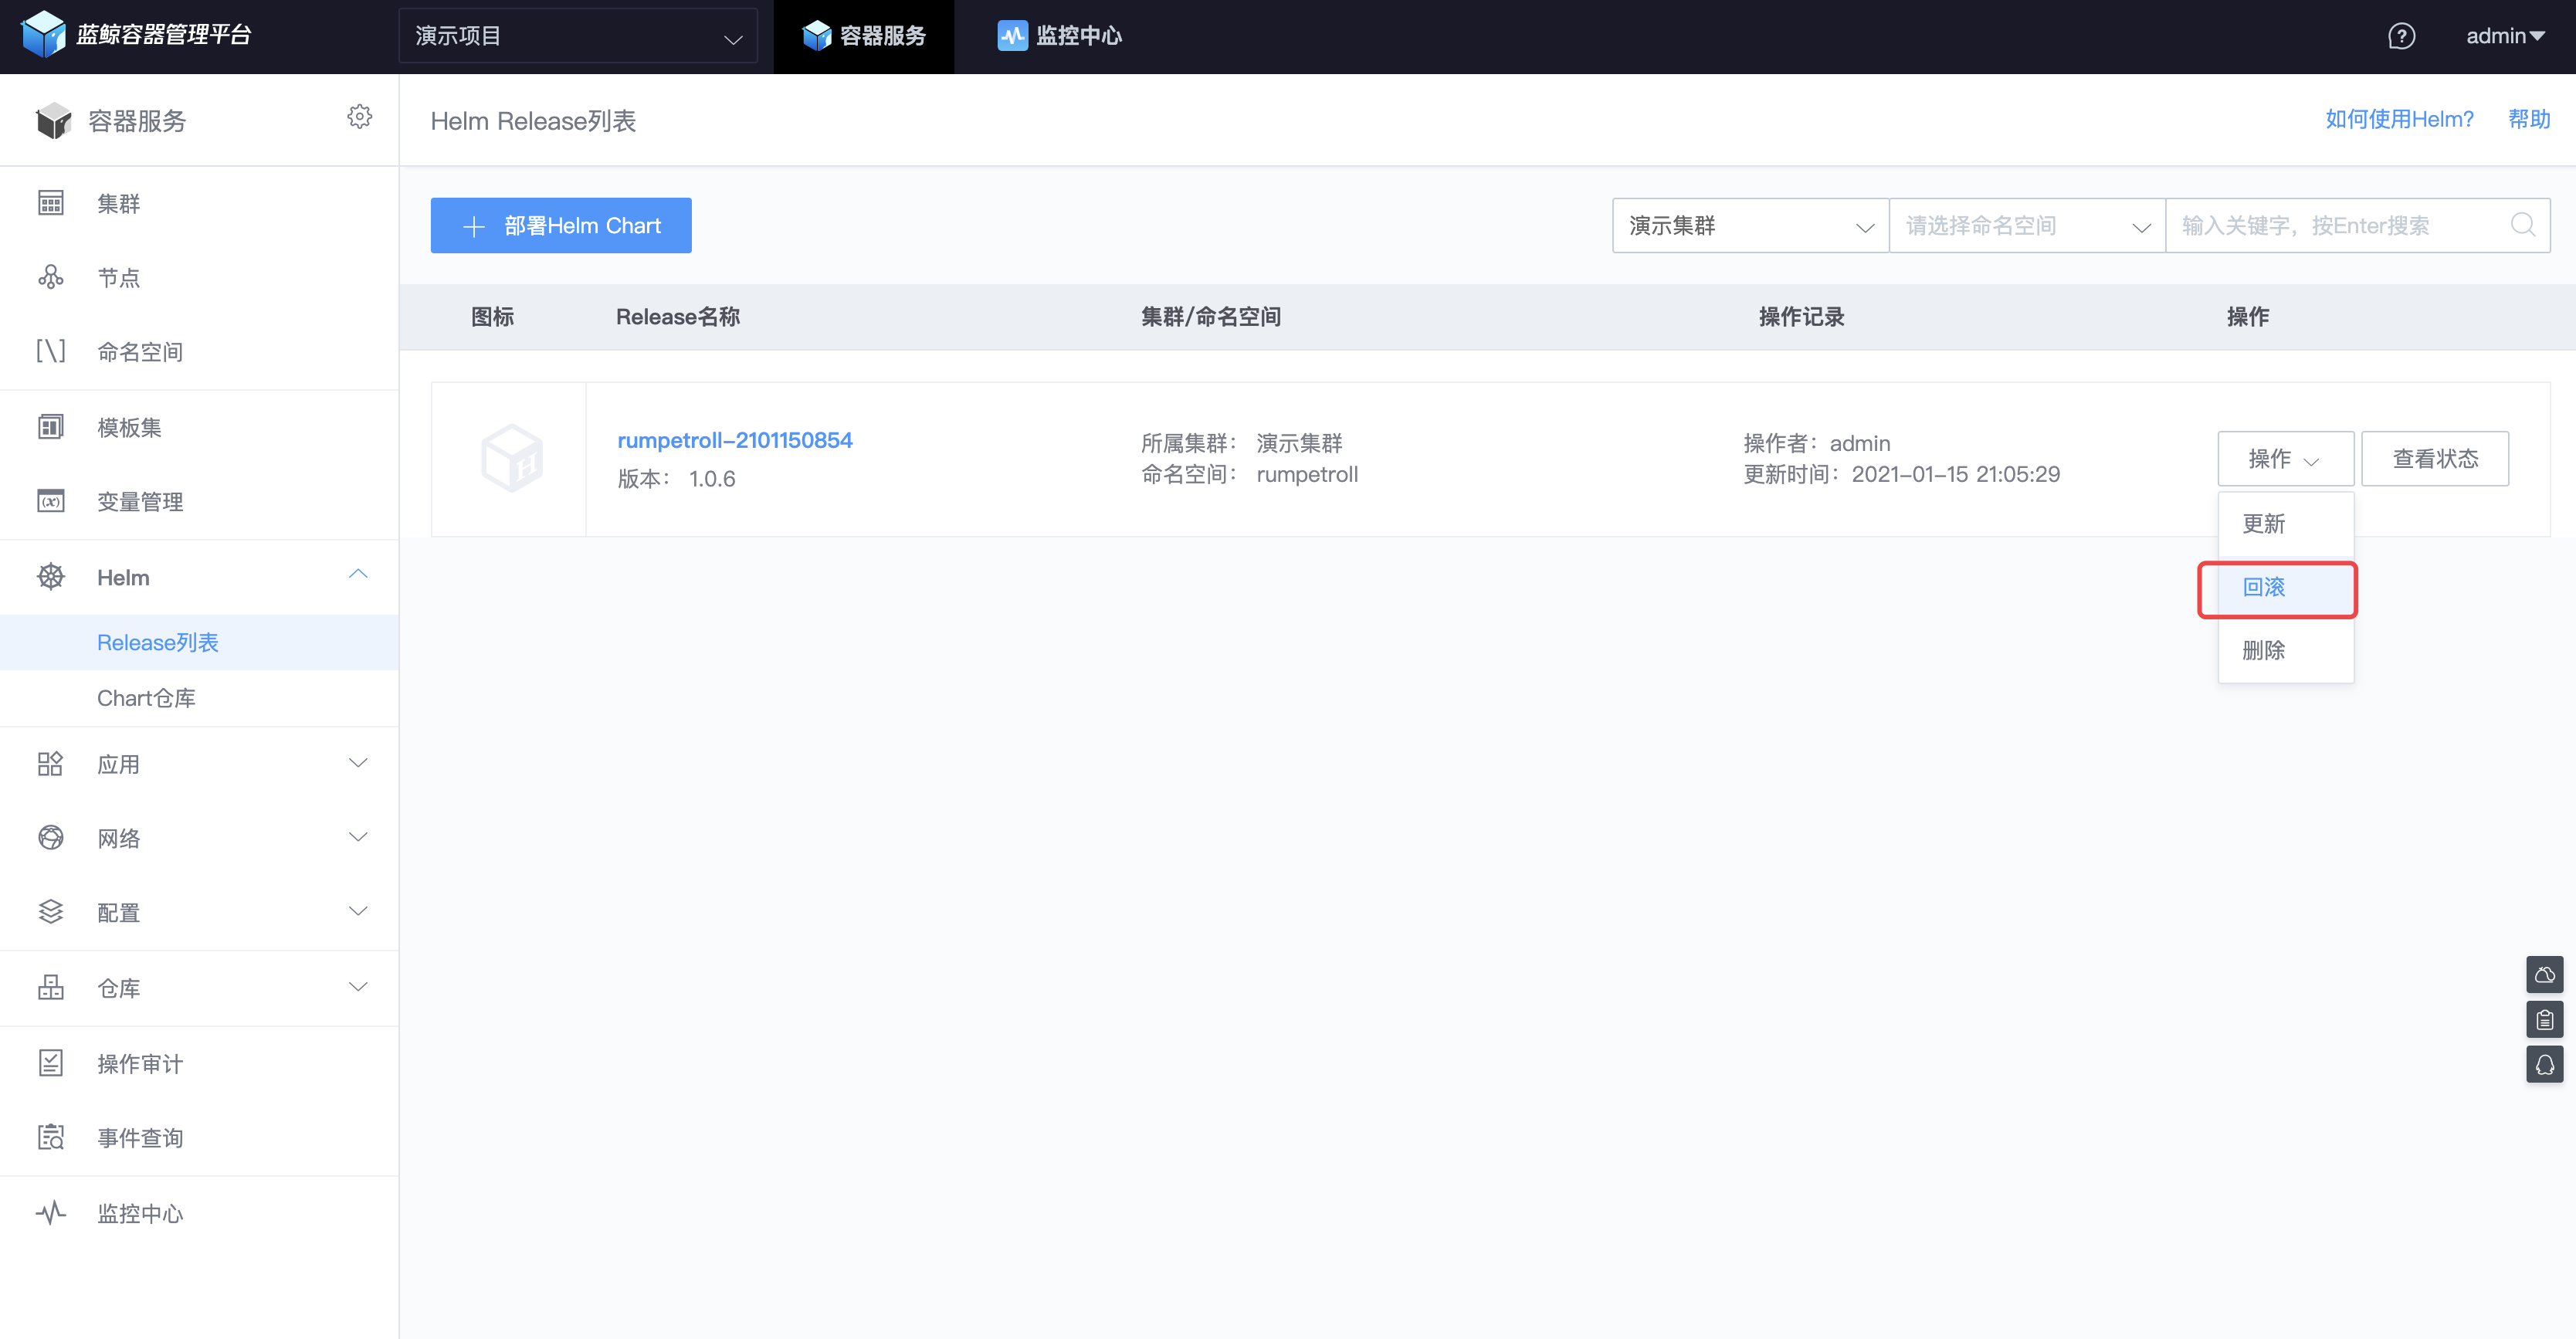 蓝鲸容器管理平台
演示项目
容器服务
监控中心
admin
容器服务
Helm Release列表
如何使用Helm?
帮助
集群
节点
命名空间
模板集
变量管理
Helm
Release列表
Chart仓库
应用
网络
配置
仓库
操作审计
事件查询
监控中心
部署Helm Chart
演示集群
请选择命名空间
输入关键字，按Enter搜索
图标
Release名称
集群/命名空间
操作记录
操作
rumpetroll-2101150854
版本： 1.0.6
所属集群： 演示集群
命名空间： rumpetroll
操作者：admin
更新时间：2021-01-15 21:05:29
操作
查看状态
更新
回滚
删除